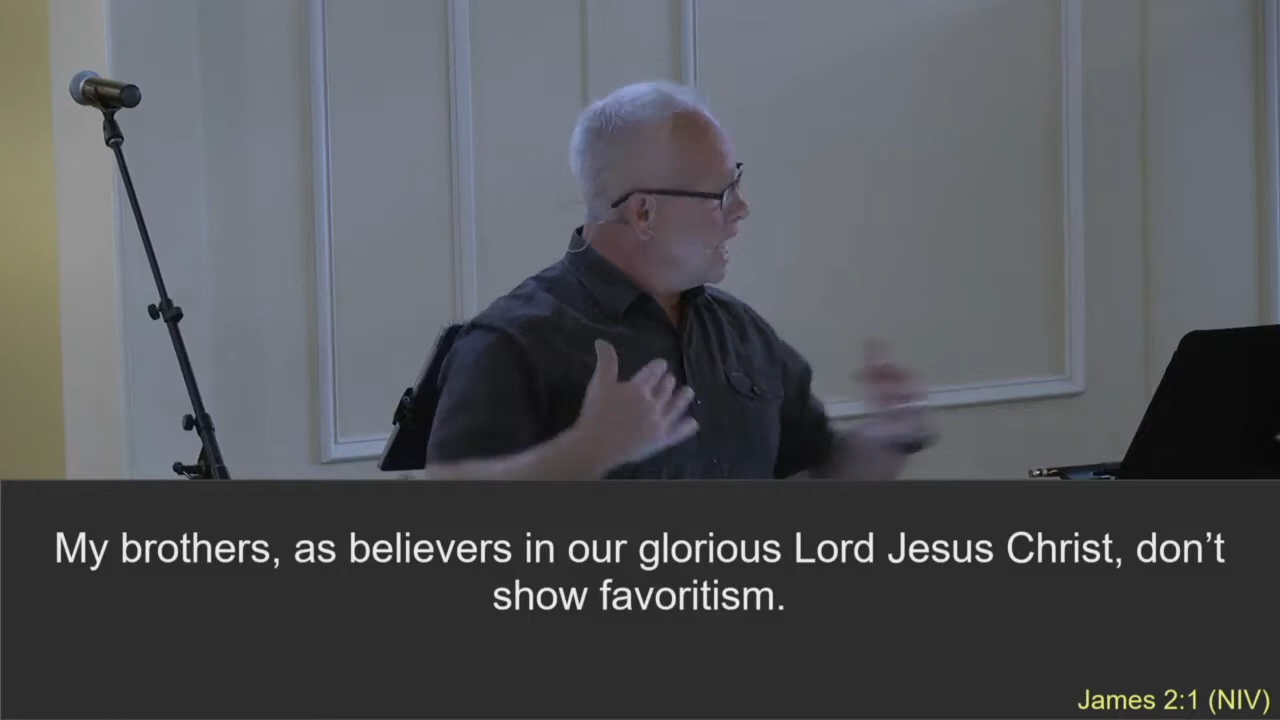 My brothers, as believers in our glorious Lord Jesus Christ, don’t
show favoritism.
James 2:1 (NIV)